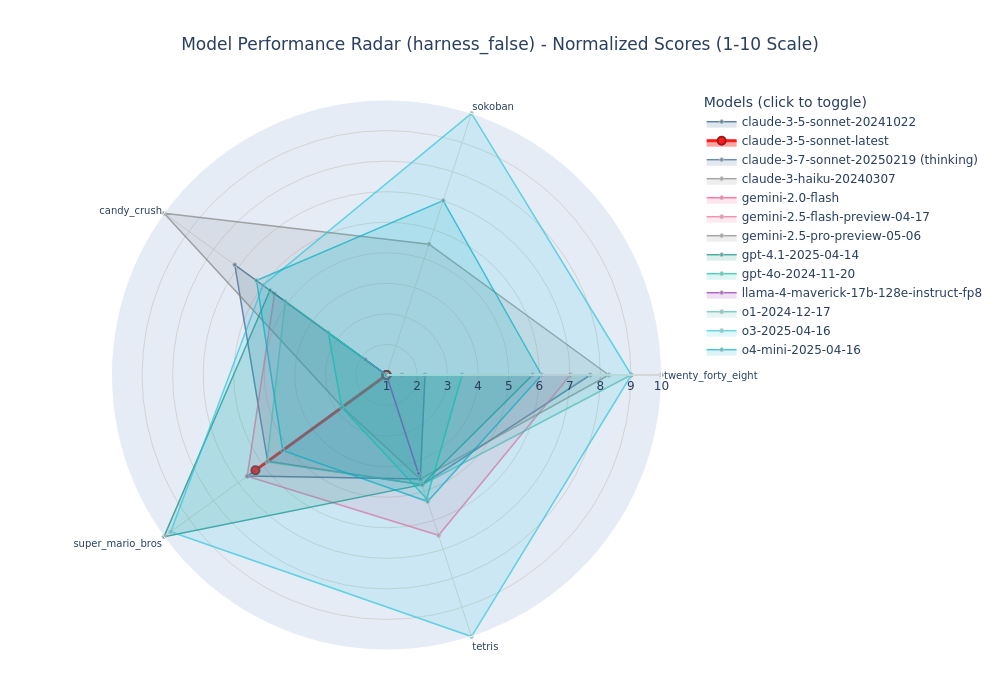 Model Performance Radar (harness_false) - Normalized Scores (1-10 Scale)
Models (click to toggle)
claude-3-5-sonnet-20241022
claude-3-5-sonnet-latest
claude-3-7-sonnet-20250219 (thinking)
claude-3-haiku-20240307
gemini-2.0-flash
gemini-2.5-flash-preview-04-17
gemini-2.5-pro-preview-05-06
gpt-4.1-2025-04-14
gpt-4o-2024-11-20
llama-4-maverick-17b-128e-instruct-fp8
o1-2024-12-17
o3-2025-04-16
o4-mini-2025-04-16
sokoban
candy_crush
twenty_forty_eight
1 2 3 4 5 6 7 8 9 10
super_mario_bros
tetris